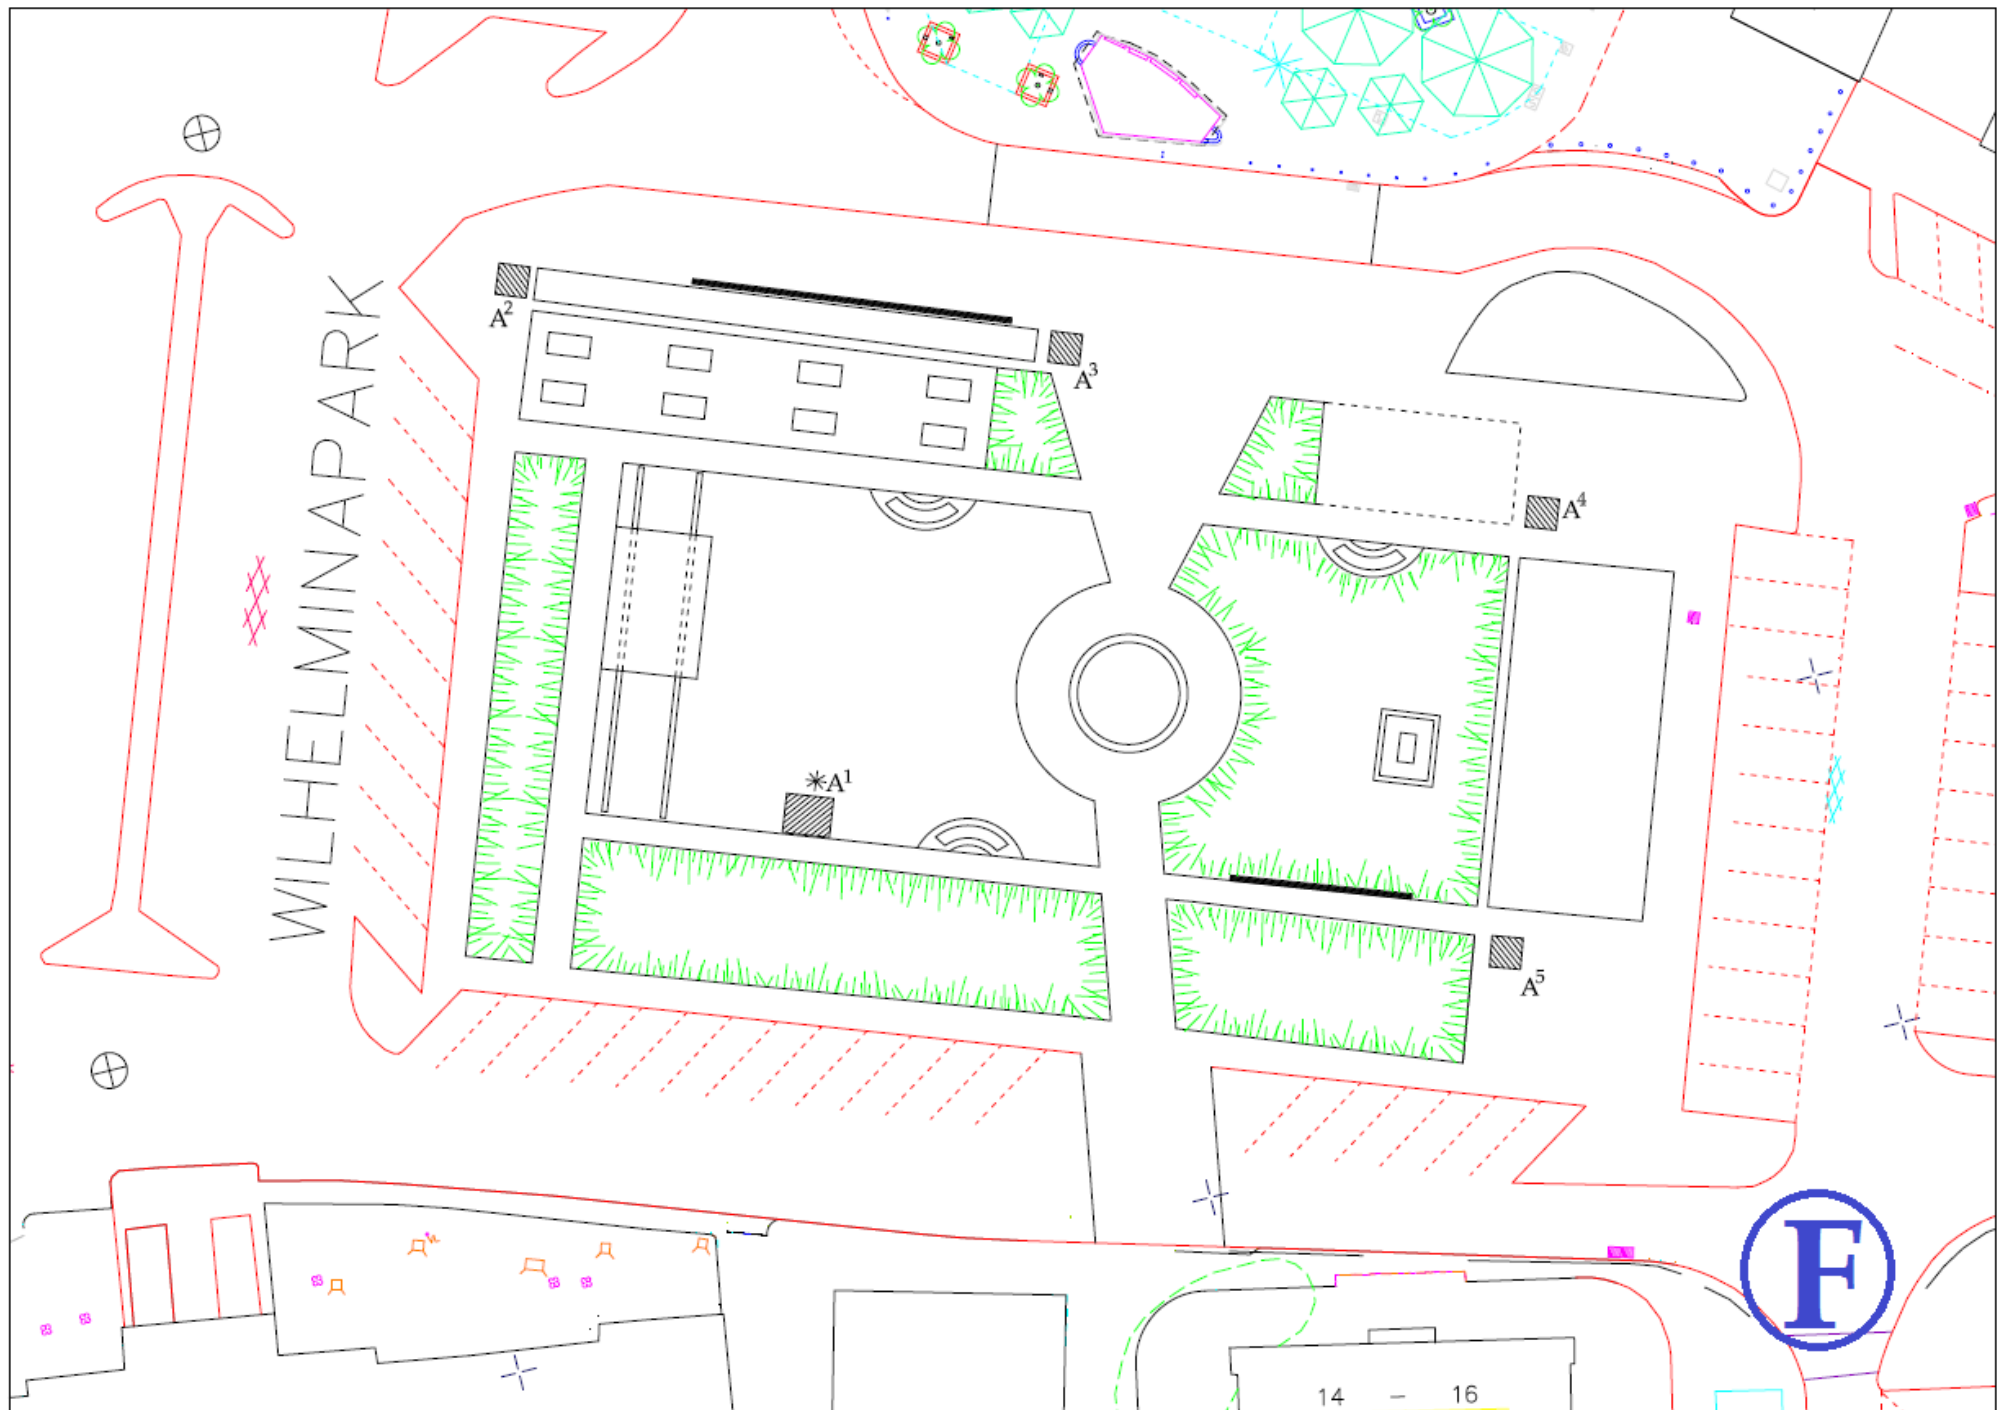 A²
A³
WILHELMINAPARK
A⁴
*A¹
A⁵
F
14 – 16